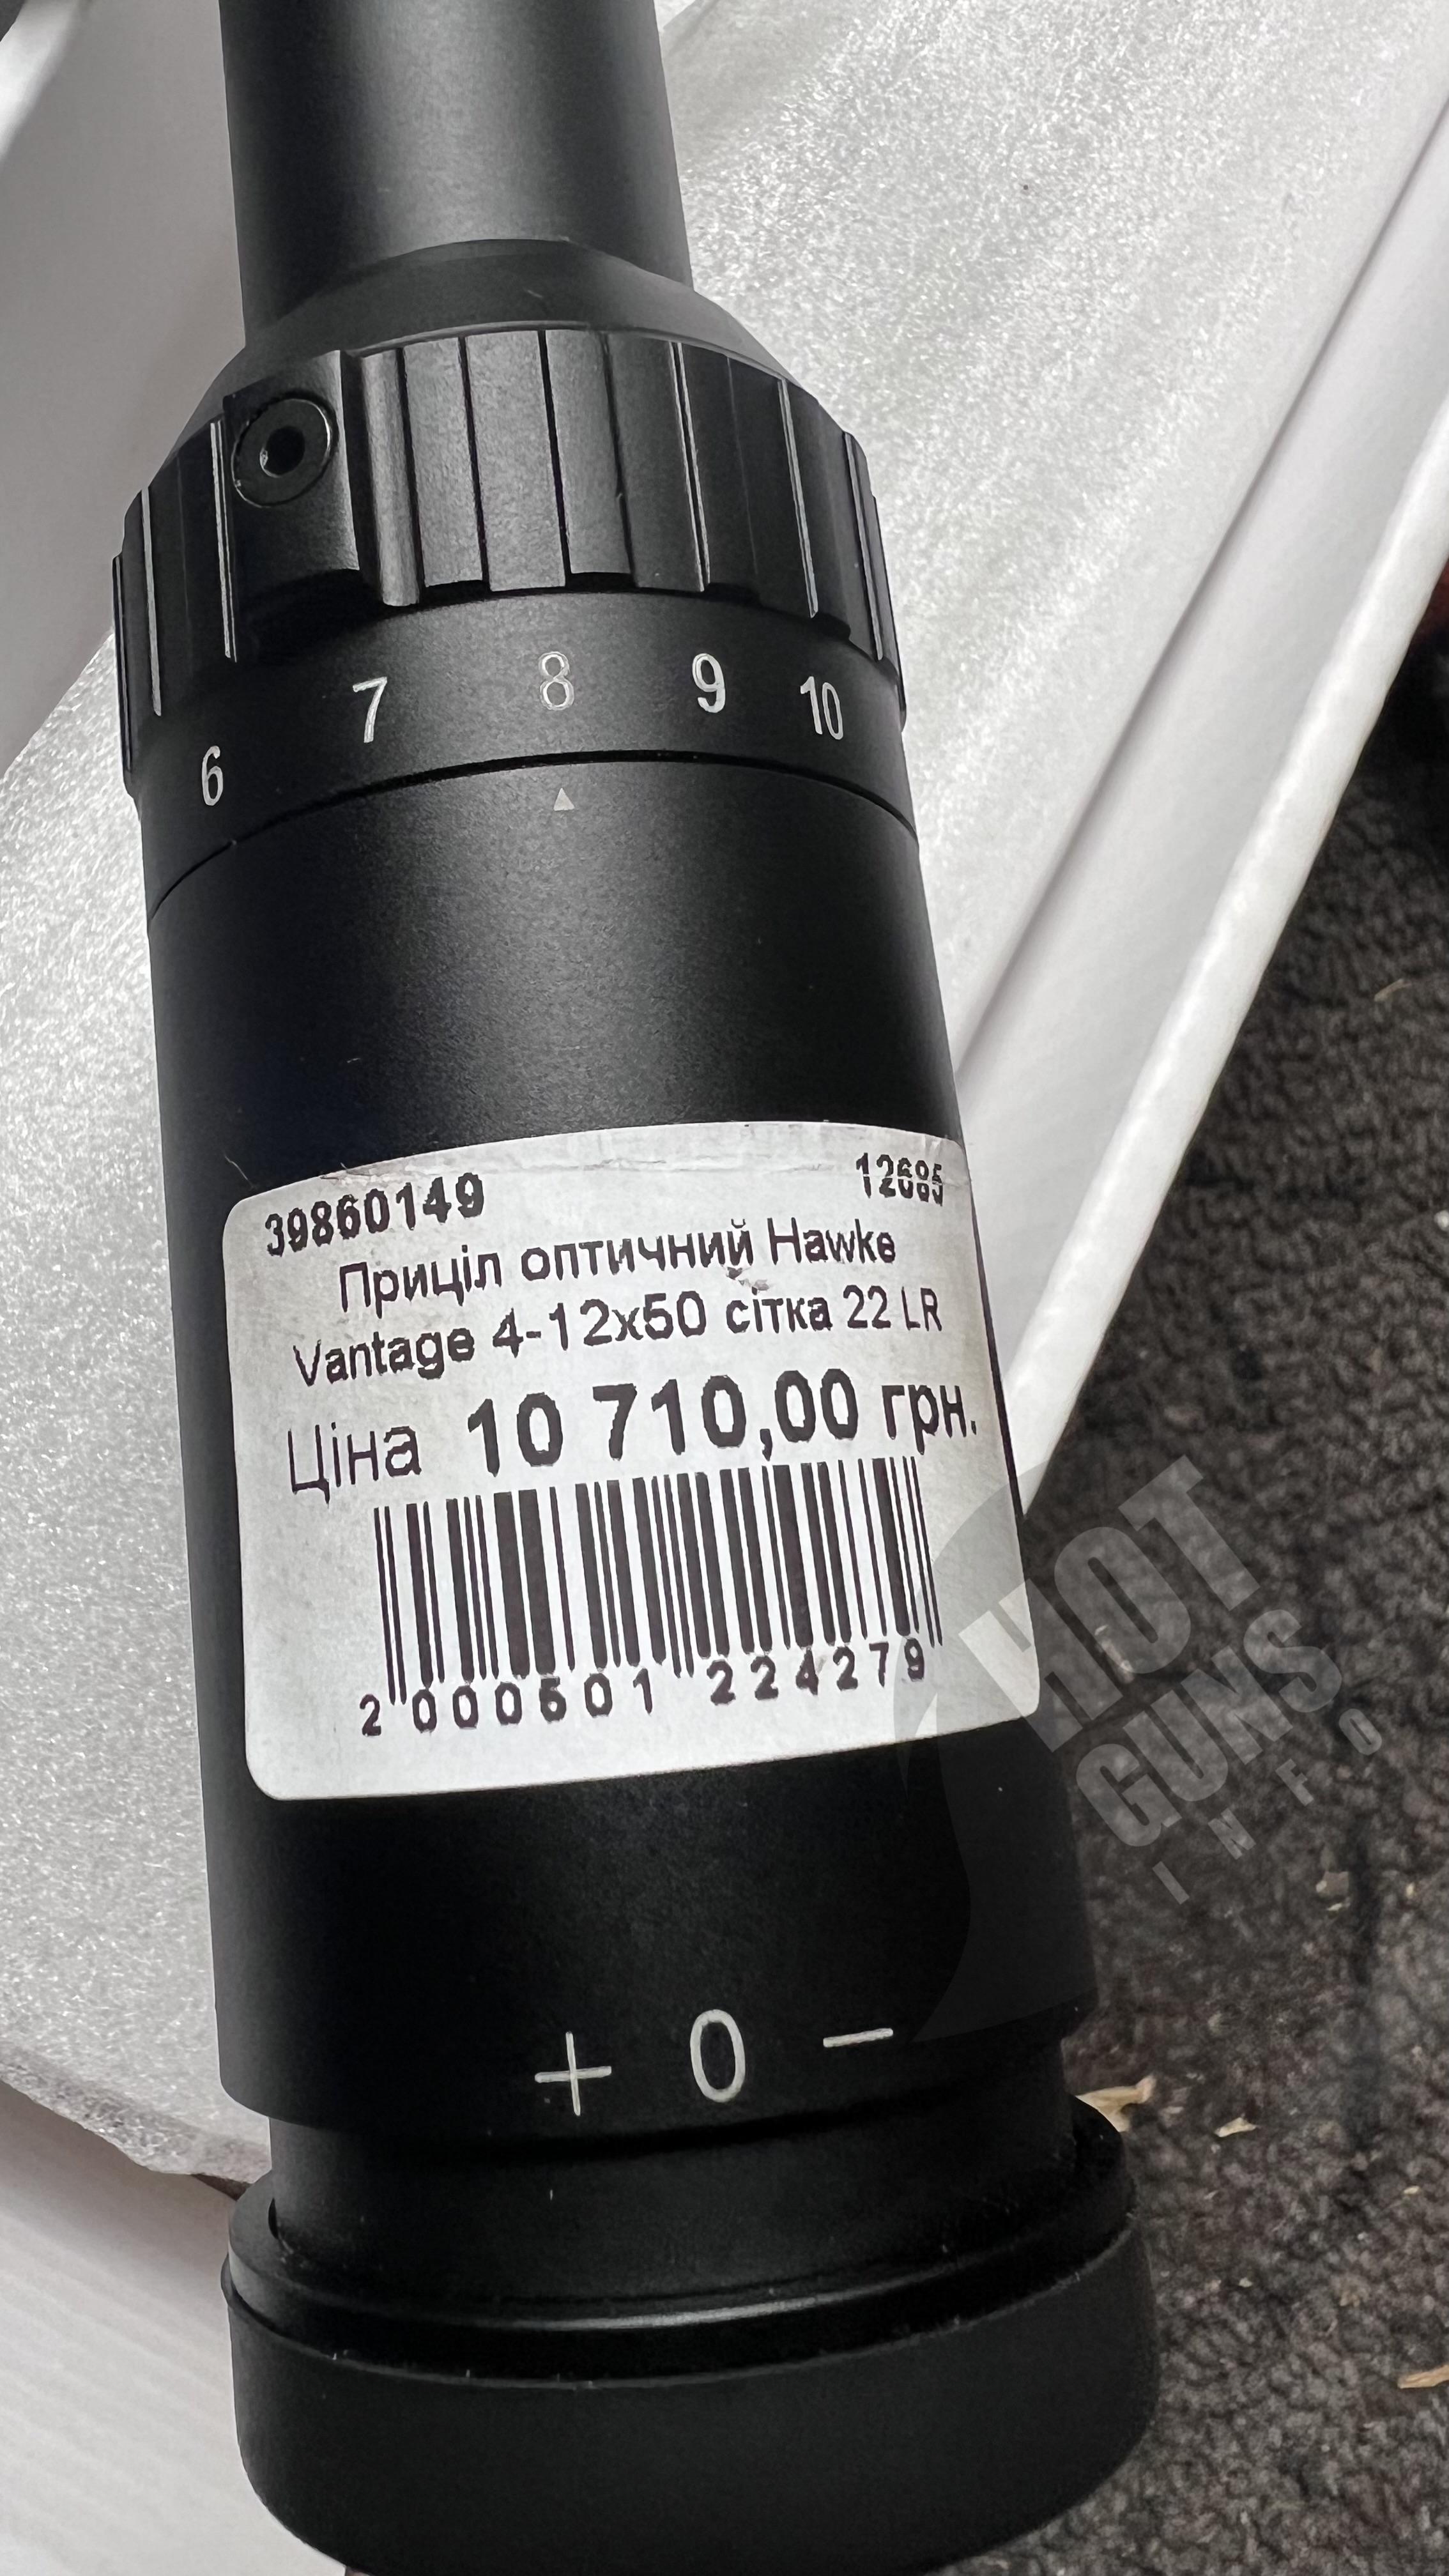 6 7 8 9 10
39860149 12685
Приціл оптичний Hawke
Vantage 4-12x50 сітка 22 LR
Ціна 10 710,00 грн.
2 000501 224279
+ 0 −
HOT
GUNS
INFO